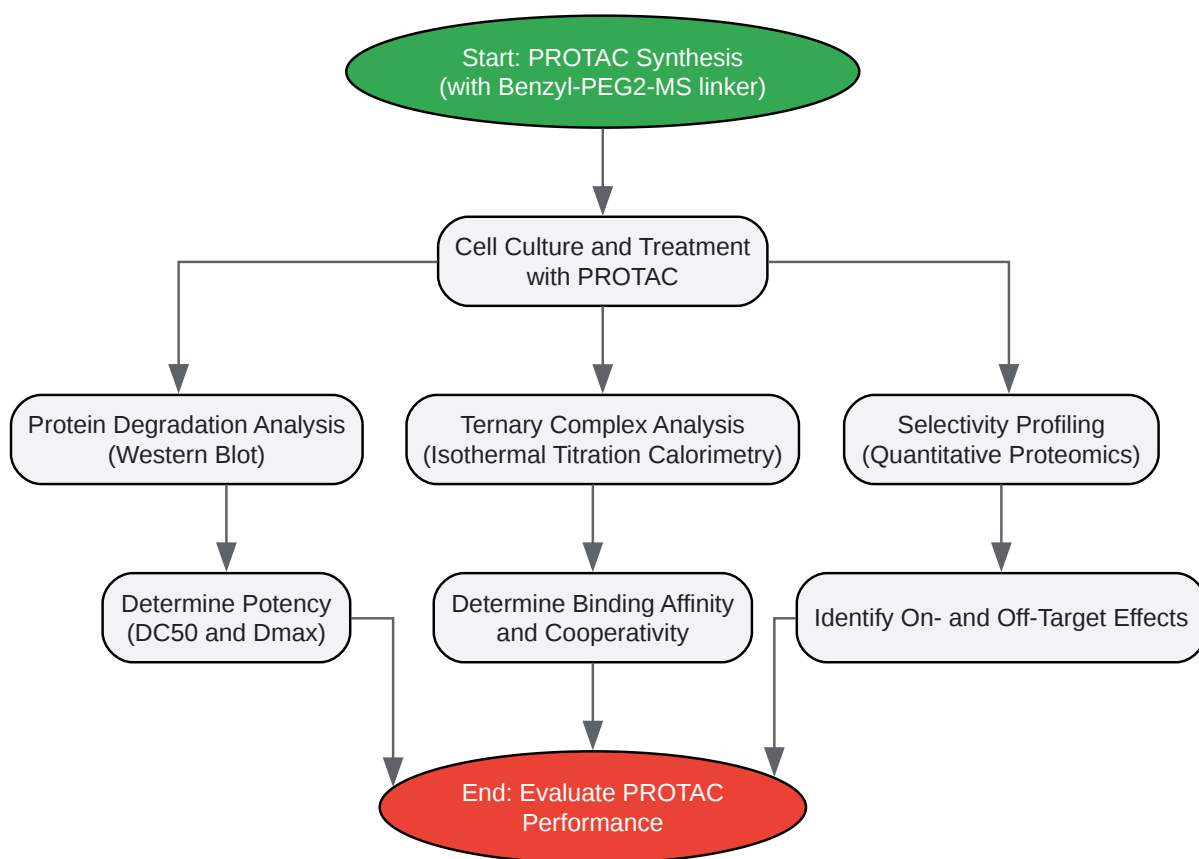 Start: PROTAC Synthesis
(with Benzyl-PEG2-MS linker)
Cell Culture and Treatment
with PROTAC
Protein Degradation Analysis
(Western Blot)
Ternary Complex Analysis
(Isothermal Titration Calorimetry)
Selectivity Profiling
(Quantitative Proteomics)
Determine Potency
(DC50 and Dmax)
Determine Binding Affinity
and Cooperativity
Identify On- and Off-Target Effects
End: Evaluate PROTAC
Performance